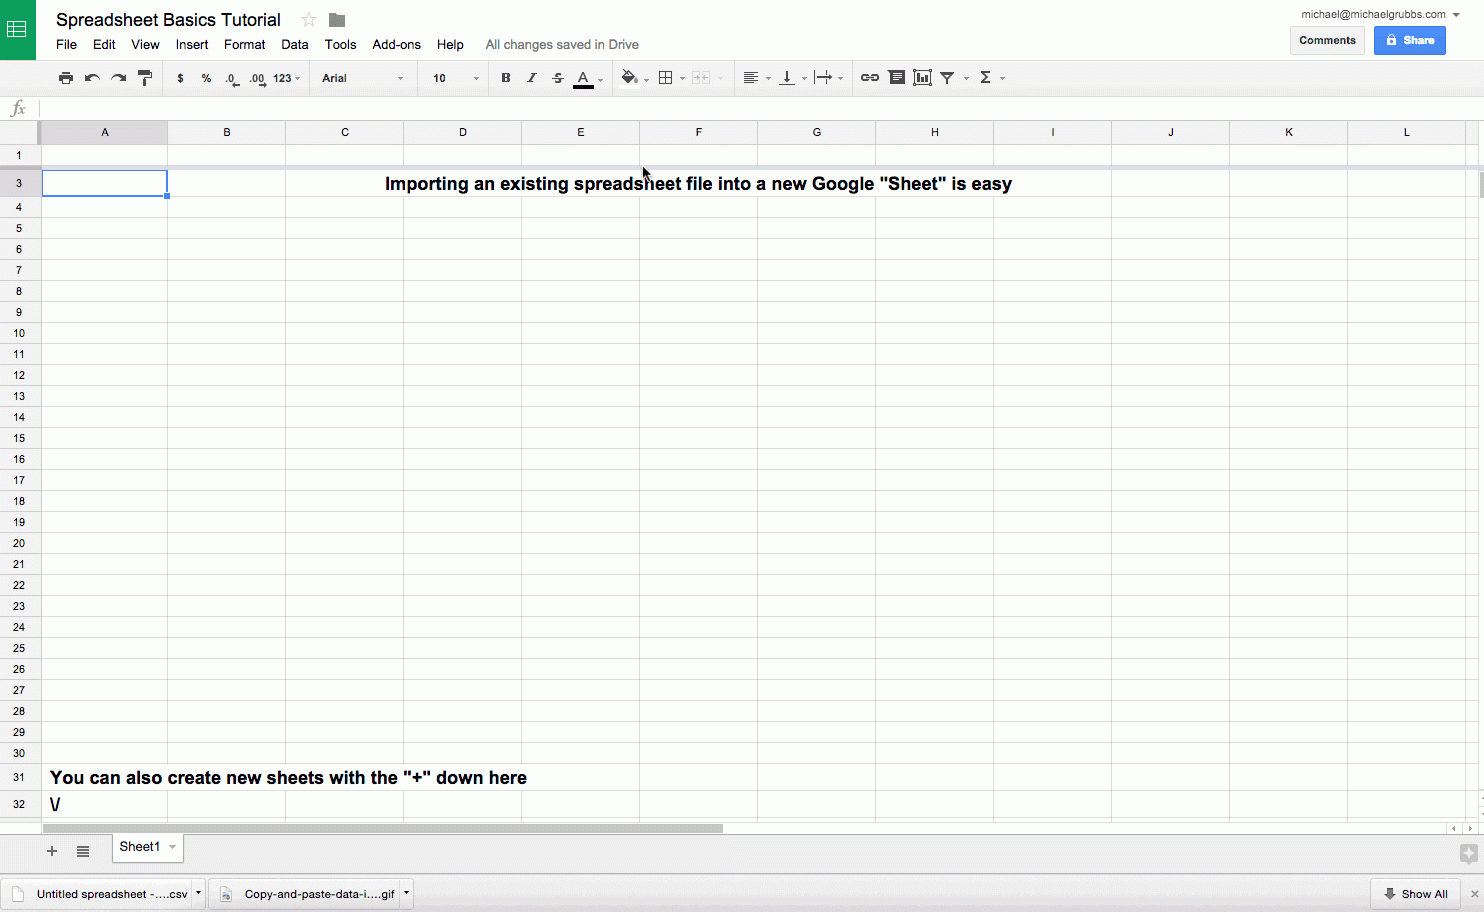 Spreadsheet Basics Tutorial
michael@michaelgrubbs.com
File Edit View Insert Format Data Tools Add-ons Help All changes saved in Drive
Comments Share
$ % .0 .00 123 Arial 10 B I S A Σ
fx
A B C D E F G H I J K L
1
3 Importing an existing spreadsheet file into a new Google "Sheet" is easy
4
5
6
7
8
9
10
11
12
13
14
15
16
17
18
19
20
21
22
23
24
25
26
27
28
29
30
31 You can also create new sheets with the "+" down here
32 \/
+ Sheet1
Untitled spreadsheet -....csv Copy-and-paste-data-i....gif Show All ×